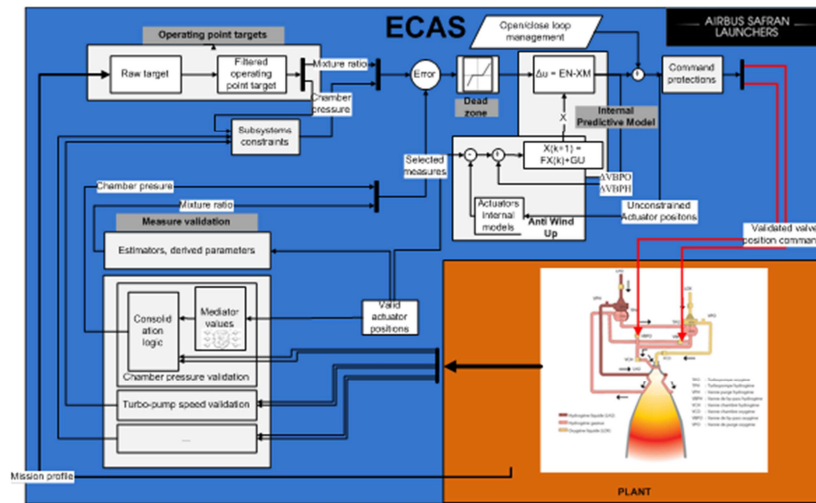 Operating point targets
ECAS
Open/close loop
management
AIRBUS SAFRAN
LAUNCHERS
Raw target
Filtered
operating
point target
Mixture ratio
Chamber
pressure
Error
Dead
zone
Δu = EN-XM
Internal
Predictive Model
Command
protections
Subsystems
constraints
X
X(k+1) =
FX(k)+GU
Selected
measures
ΔVBPO
ΔVBPH
Chamber presure
Mixture ratio
Actuators
internal
models
Anti Wind
Up
Unconstrained
Actuator positons
Validated valve
position command
Measure validation
Estimators, derived parameters
Consolid
ation
logic
Mediator
values
Valid
actuator
positions
Chamber pressure validation
Turbo-pump speed validation
....
Mission profile
PLANT